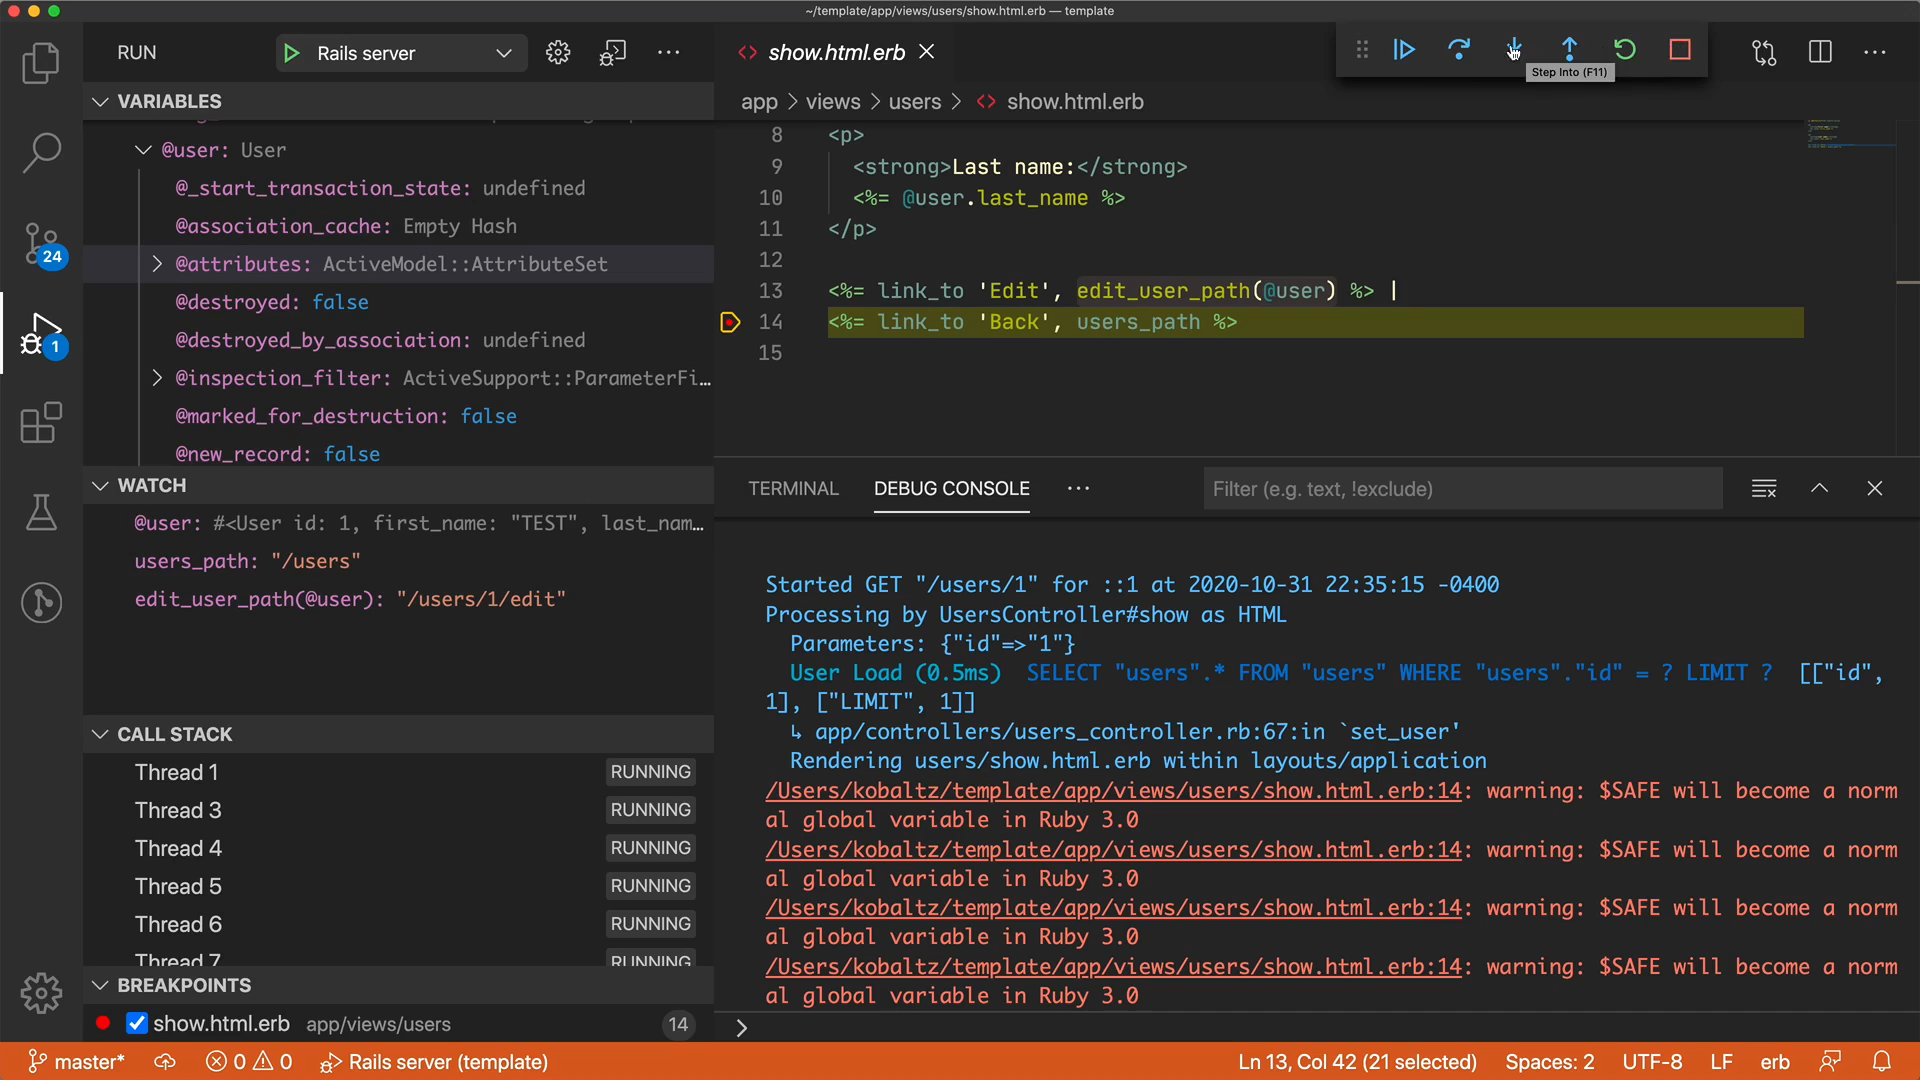 ~/template/app/views/users/show.html.erb — template
RUN
Rails server
show.html.erb
Step Into (F11)
VARIABLES
@user: User
@_start_transaction_state: undefined
@association_cache: Empty Hash
@attributes: ActiveModel::AttributeSet
@destroyed: false
@destroyed_by_association: undefined
@inspection_filter: ActiveSupport::ParameterFi…
@marked_for_destruction: false
@new_record: false
app > views > users > <> show.html.erb
8 <p>
9 <strong>Last name:</strong>
10 <%= @user.last_name %>
11 </p>
12
13 <%= link_to 'Edit', edit_user_path(@user) %> |
14 <%= link_to 'Back', users_path %>
15
WATCH
@user: #<User id: 1, first_name: "TEST", last_nam…
users_path: "/users"
edit_user_path(@user): "/users/1/edit"
24
1
CALL STACK
Thread 1 RUNNING
Thread 3 RUNNING
Thread 4 RUNNING
Thread 5 RUNNING
Thread 6 RUNNING
Thread 7 RUNNING
BREAKPOINTS
show.html.erb app/views/users 14
TERMINAL DEBUG CONSOLE ··· Filter (e.g. text, !exclude)
Started GET "/users/1" for ::1 at 2020-10-31 22:35:15 -0400
Processing by UsersController#show as HTML
Parameters: {"id"=>"1"}
User Load (0.5ms) SELECT "users".* FROM "users" WHERE "users"."id" = ? LIMIT ? [["id",
1], ["LIMIT", 1]]
↳ app/controllers/users_controller.rb:67:in `set_user'
Rendering users/show.html.erb within layouts/application
/Users/kobaltz/template/app/views/users/show.html.erb:14: warning: $SAFE will become a norm
al global variable in Ruby 3.0
/Users/kobaltz/template/app/views/users/show.html.erb:14: warning: $SAFE will become a norm
al global variable in Ruby 3.0
/Users/kobaltz/template/app/views/users/show.html.erb:14: warning: $SAFE will become a norm
al global variable in Ruby 3.0
/Users/kobaltz/template/app/views/users/show.html.erb:14: warning: $SAFE will become a norm
al global variable in Ruby 3.0
>
master* 0 0 Rails server (template) Ln 13, Col 42 (21 selected) Spaces: 2 UTF-8 LF erb